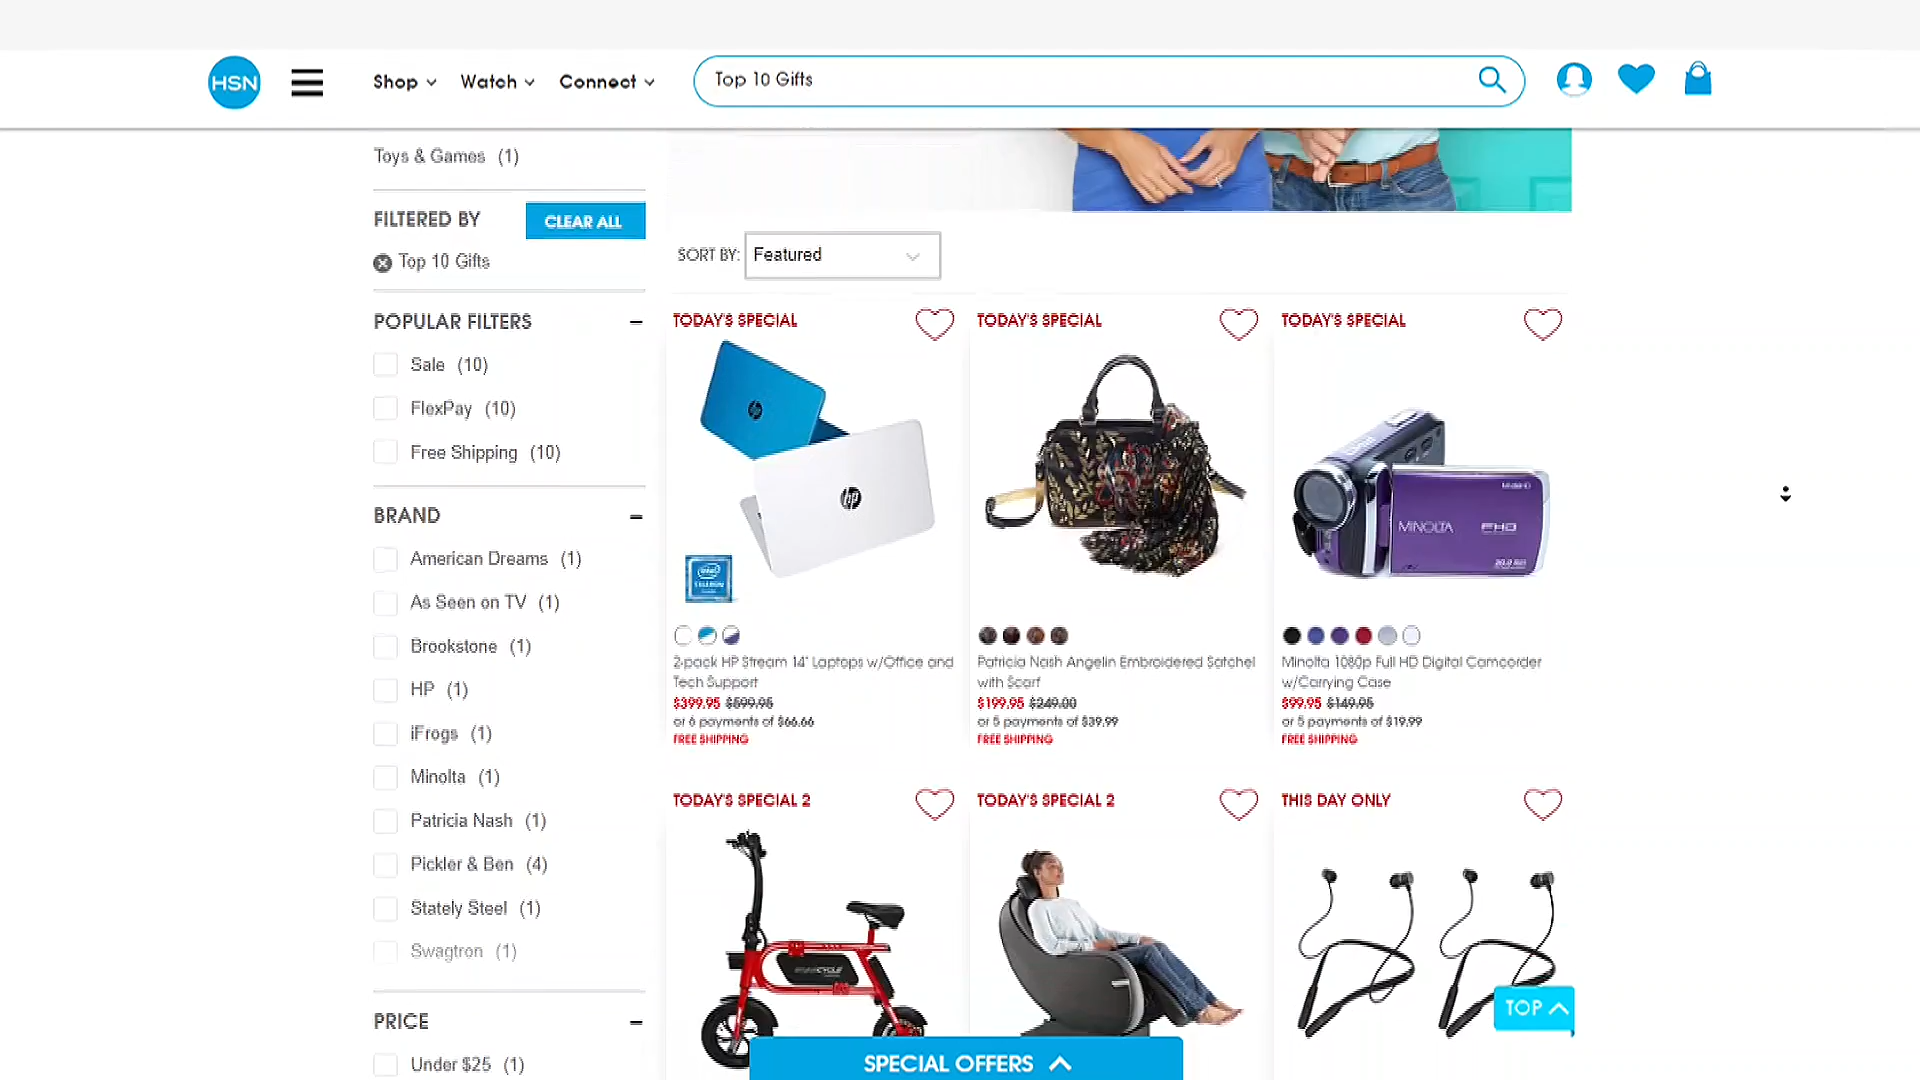 HSN
Shop
Watch
Connect
Top 10 Gifts
Toys & Games (1)
FILTERED BY
CLEAR ALL
Top 10 Gifts
POPULAR FILTERS
Sale (10)
FlexPay (10)
Free Shipping (10)
BRAND
American Dreams (1)
As Seen on TV (1)
Brookstone (1)
HP (1)
iFrogs (1)
Minolta (1)
Patricia Nash (1)
Pickler & Ben (4)
Stately Steel (1)
Swagtron (1)
PRICE
Under $25 (1)
SORT BY: Featured
TODAY'S SPECIAL
hp
hp
intel
CELERON
2-pack HP Stream 14" Laptops w/Office and
Tech Support
$399.95 $599.95
or 6 payments of $66.66
FREE SHIPPING
TODAY'S SPECIAL
Patricia Nash Angelin Embroidered Satchel
with Scarf
$199.95 $249.00
or 5 payments of $39.99
FREE SHIPPING
TODAY'S SPECIAL
MINOLTA FHD
Minolta 1080p Full HD Digital Camcorder
w/Carrying Case
$99.95 $149.95
or 5 payments of $19.99
FREE SHIPPING
TODAY'S SPECIAL 2
TODAY'S SPECIAL 2
THIS DAY ONLY
TOP
SPECIAL OFFERS